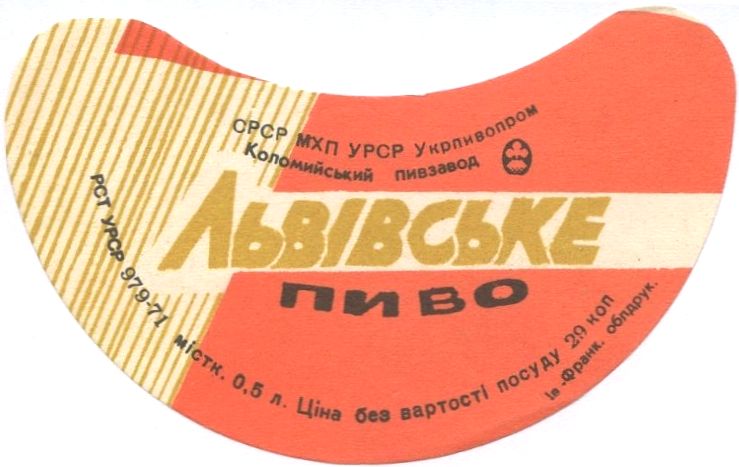 СРСР МХП УРСР Укрпивопром
Коломийський пивзавод
ЛЬВІВСЬКЕ
ПИВО
РСТ УРСР 979-71 містк. 0,5 л. Ціна без вартості посуду 29 коп
Ів-Франк. облдрук.